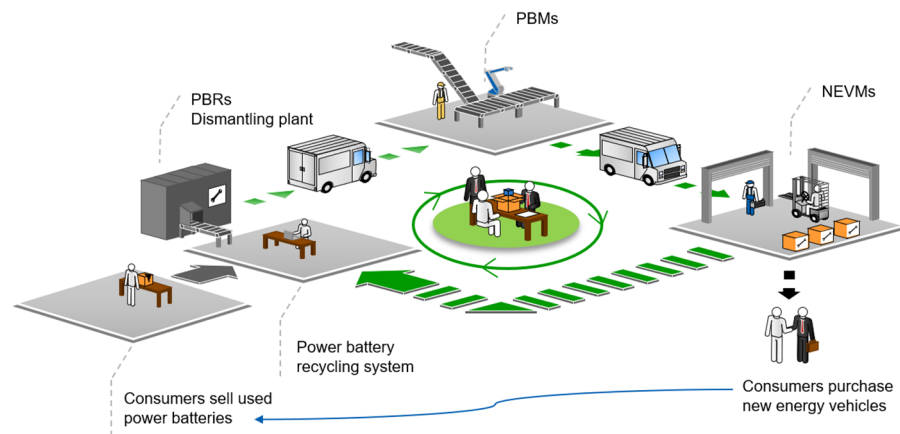 PBMs
PBRs
Dismantling plant
NEVMs
Power battery
recycling system
Consumers sell used
power batteries
Consumers purchase
new energy vehicles